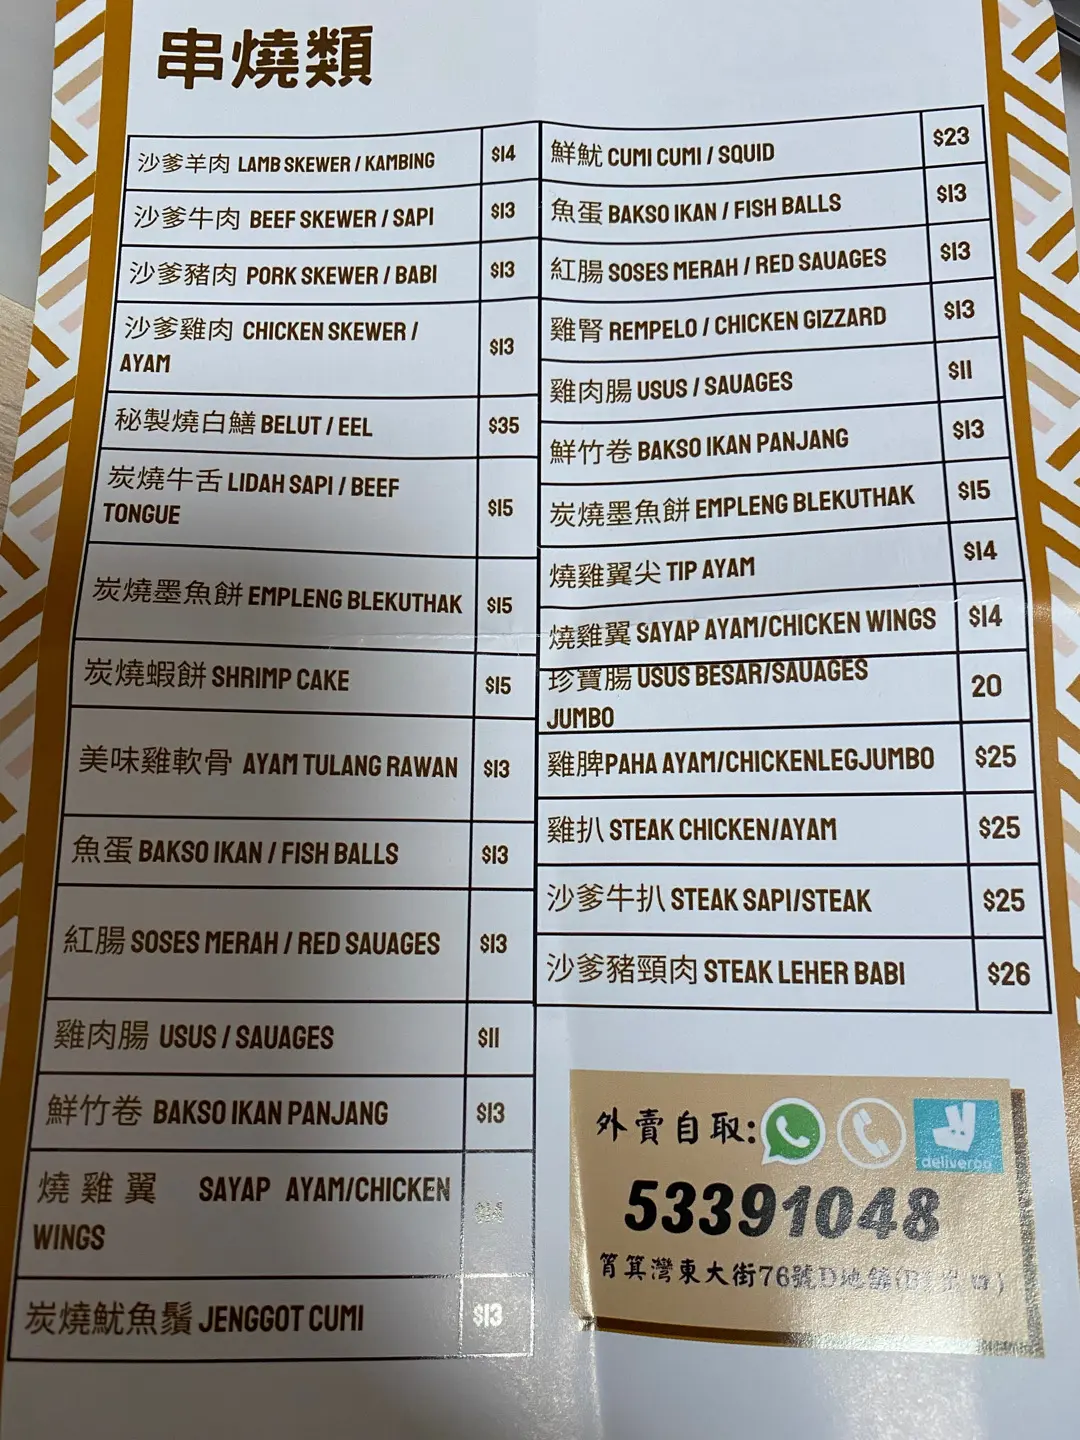 串燒類
沙爹羊肉 LAMB SKEWER / KAMBING $14
沙爹牛肉 BEEF SKEWER / SAPI $13
沙爹豬肉 PORK SKEWER / BABI $13
沙爹雞肉 CHICKEN SKEWER /
AYAM $13
秘製燒白鱔 BELUT / EEL $35
炭燒牛舌 LIDAH SAPI / BEEF
TONGUE $15
炭燒墨魚餅 EMPLENG BLEKUTHAK $15
炭燒蝦餅 SHRIMP CAKE $15
美味雞軟骨 AYAM TULANG RAWAN $13
魚蛋 BAKSO IKAN / FISH BALLS $13
紅腸 SOSES MERAH / RED SAUAGES $13
雞肉腸 USUS / SAUAGES $11
鮮竹卷 BAKSO IKAN PANJANG $13
燒雞翼 SAYAP AYAM/CHICKEN
WINGS
炭燒魷魚鬚 JENGGOT CUMI $13
鮮魷 CUMI CUMI / SQUID $23
魚蛋 BAKSO IKAN / FISH BALLS $13
紅腸 SOSES MERAH / RED SAUAGES $13
雞腎 REMPELO / CHICKEN GIZZARD $13
雞肉腸 USUS / SAUAGES $11
鮮竹卷 BAKSO IKAN PANJANG $13
炭燒墨魚餅 EMPLENG BLEKUTHAK $15
燒雞翼尖 TIP AYAM $14
燒雞翼 SAYAP AYAM/CHICKEN WINGS $14
珍寶腸 USUS BESAR/SAUAGES
JUMBO 20
雞脾PAHA AYAM/CHICKENLEGJUMBO $25
雞扒 STEAK CHICKEN/AYAM $25
沙爹牛扒 STEAK SAPI/STEAK $25
沙爹豬頸肉 STEAK LEHER BABI $26
外賣自取:
deliveroo
53391048
筲箕灣東大街76號D地舖